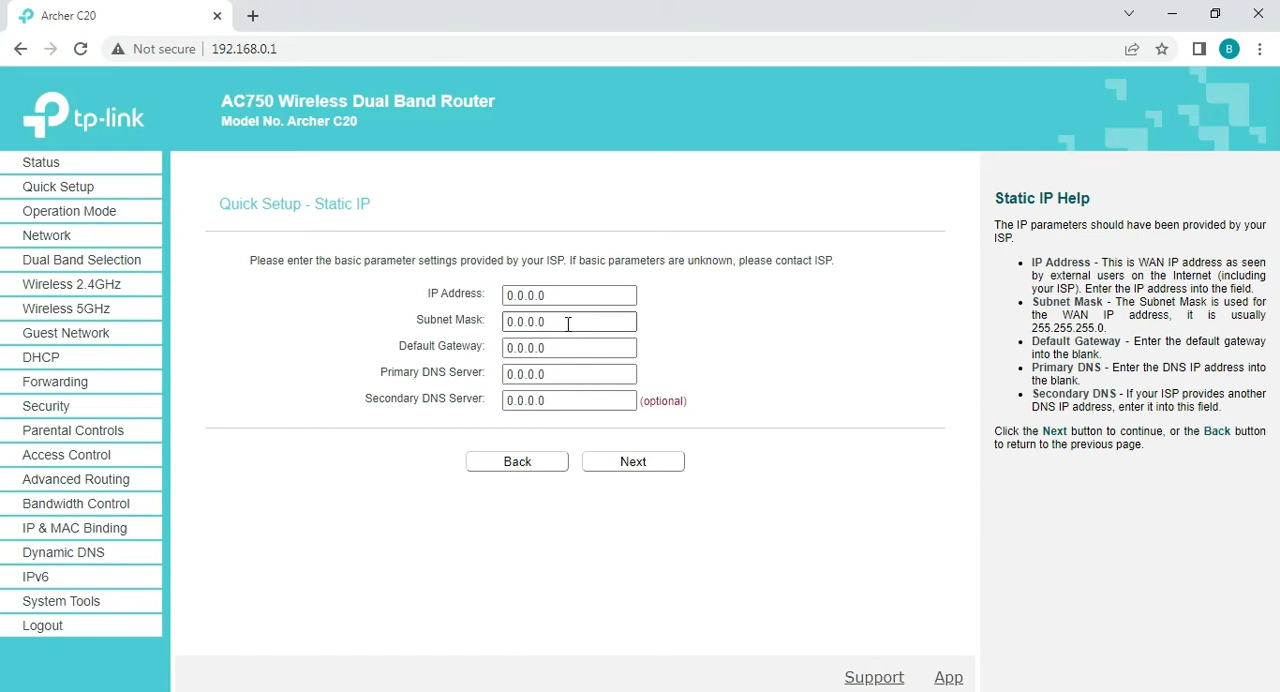 Archer C20
Not secure 192.168.0.1
B
tp-link
AC750 Wireless Dual Band Router
Model No. Archer C20
Status
Quick Setup
Operation Mode
Network
Dual Band Selection
Wireless 2.4GHz
Wireless 5GHz
Guest Network
DHCP
Forwarding
Security
Parental Controls
Access Control
Advanced Routing
Bandwidth Control
IP & MAC Binding
Dynamic DNS
IPv6
System Tools
Logout
Quick Setup - Static IP
Please enter the basic parameter settings provided by your ISP. If basic parameters are unknown, please contact ISP.
IP Address: 0.0.0.0
Subnet Mask: 0.0.0.0
Default Gateway: 0.0.0.0
Primary DNS Server: 0.0.0.0
Secondary DNS Server: 0.0.0.0 (optional)
Back Next
Static IP Help
The IP parameters should have been provided by your
ISP.
• IP Address - This is WAN IP address as seen
by external users on the Internet (including
your ISP). Enter the IP address into the field.
• Subnet Mask - The Subnet Mask is used for
the WAN IP address, it is usually
255.255.255.0.
• Default Gateway - Enter the default gateway
into the blank.
• Primary DNS - Enter the DNS IP address into
the blank.
• Secondary DNS - If your ISP provides another
DNS IP address, enter it into this field.
Click the Next button to continue, or the Back button
to return to the previous page.
Support App